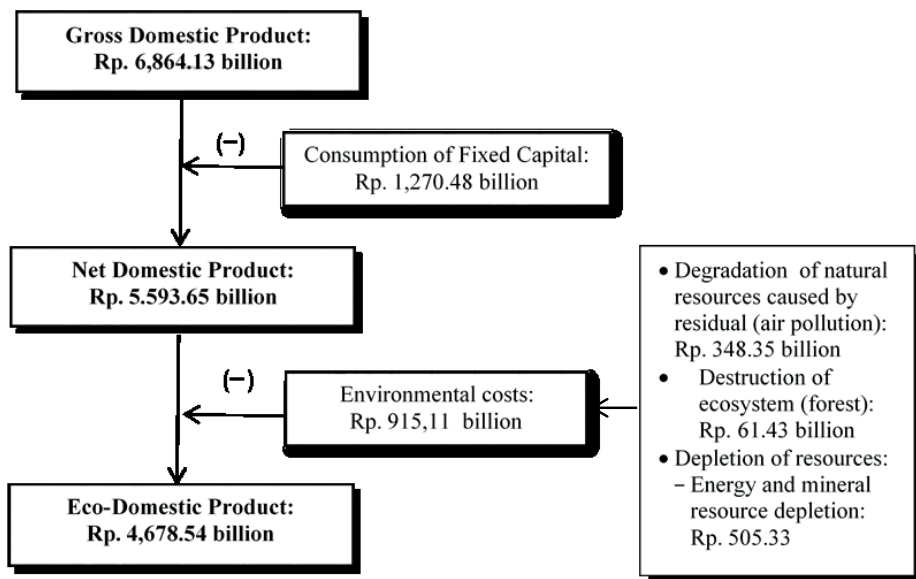 Gross Domestic Product:
Rp. 6,864.13 billion
(−)
Consumption of Fixed Capital:
Rp. 1,270.48 billion
Net Domestic Product:
Rp. 5.593.65 billion
(−)
Environmental costs:
Rp. 915,11 billion
• Degradation of natural
resources caused by
residual (air pollution):
Rp. 348.35 billion
• Destruction of
ecosystem (forest):
Rp. 61.43 billion
• Depletion of resources:
− Energy and mineral
resource depletion:
Rp. 505.33
Eco-Domestic Product:
Rp. 4,678.54 billion